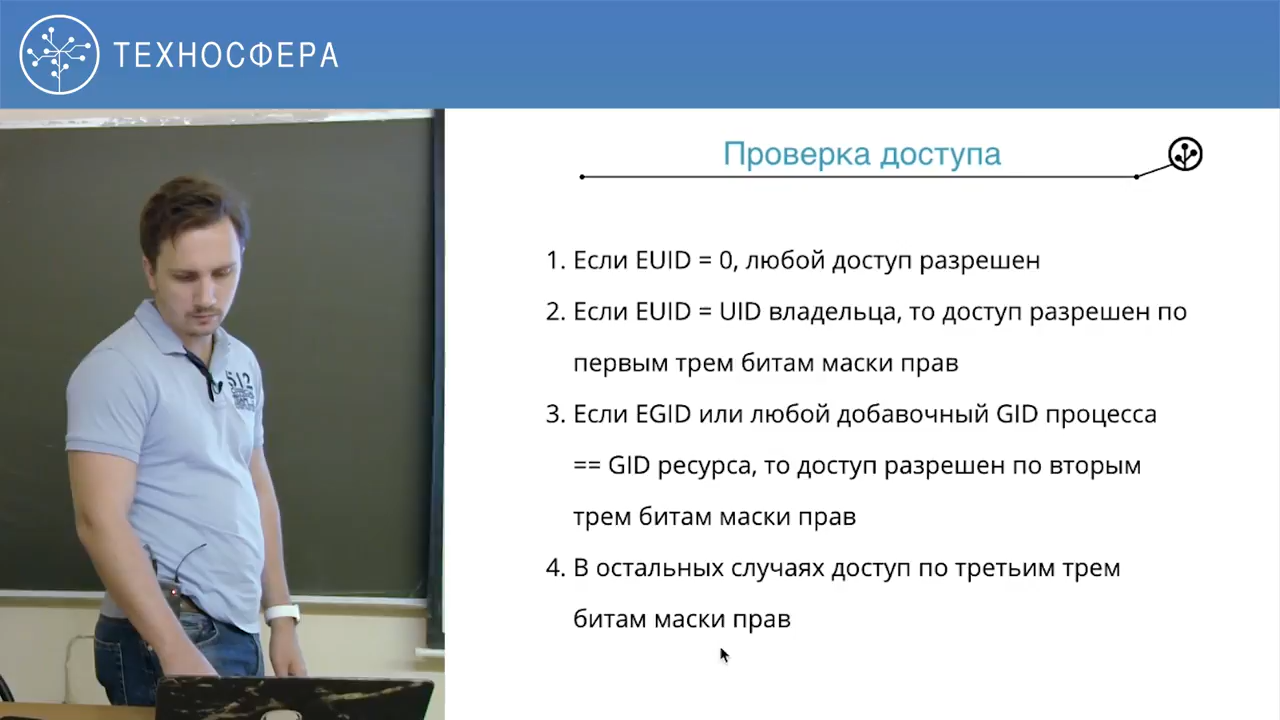 ТЕХНОСФЕРА
Проверка доступа
1. Если EUID = 0, любой доступ разрешен
2. Если EUID = UID владельца, то доступ разрешен по
первым трем битам маски прав
3. Если EGID или любой добавочный GID процесса
== GID ресурса, то доступ разрешен по вторым
трем битам маски прав
4. В остальных случаях доступ по третьим трем
битам маски прав
512